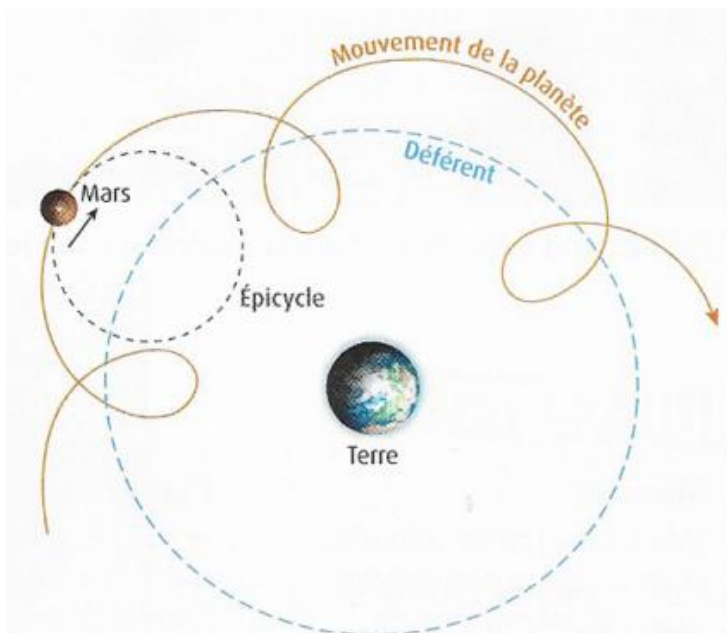 Mouvement de la planète
Déférent
Mars
Épicycle
Terre